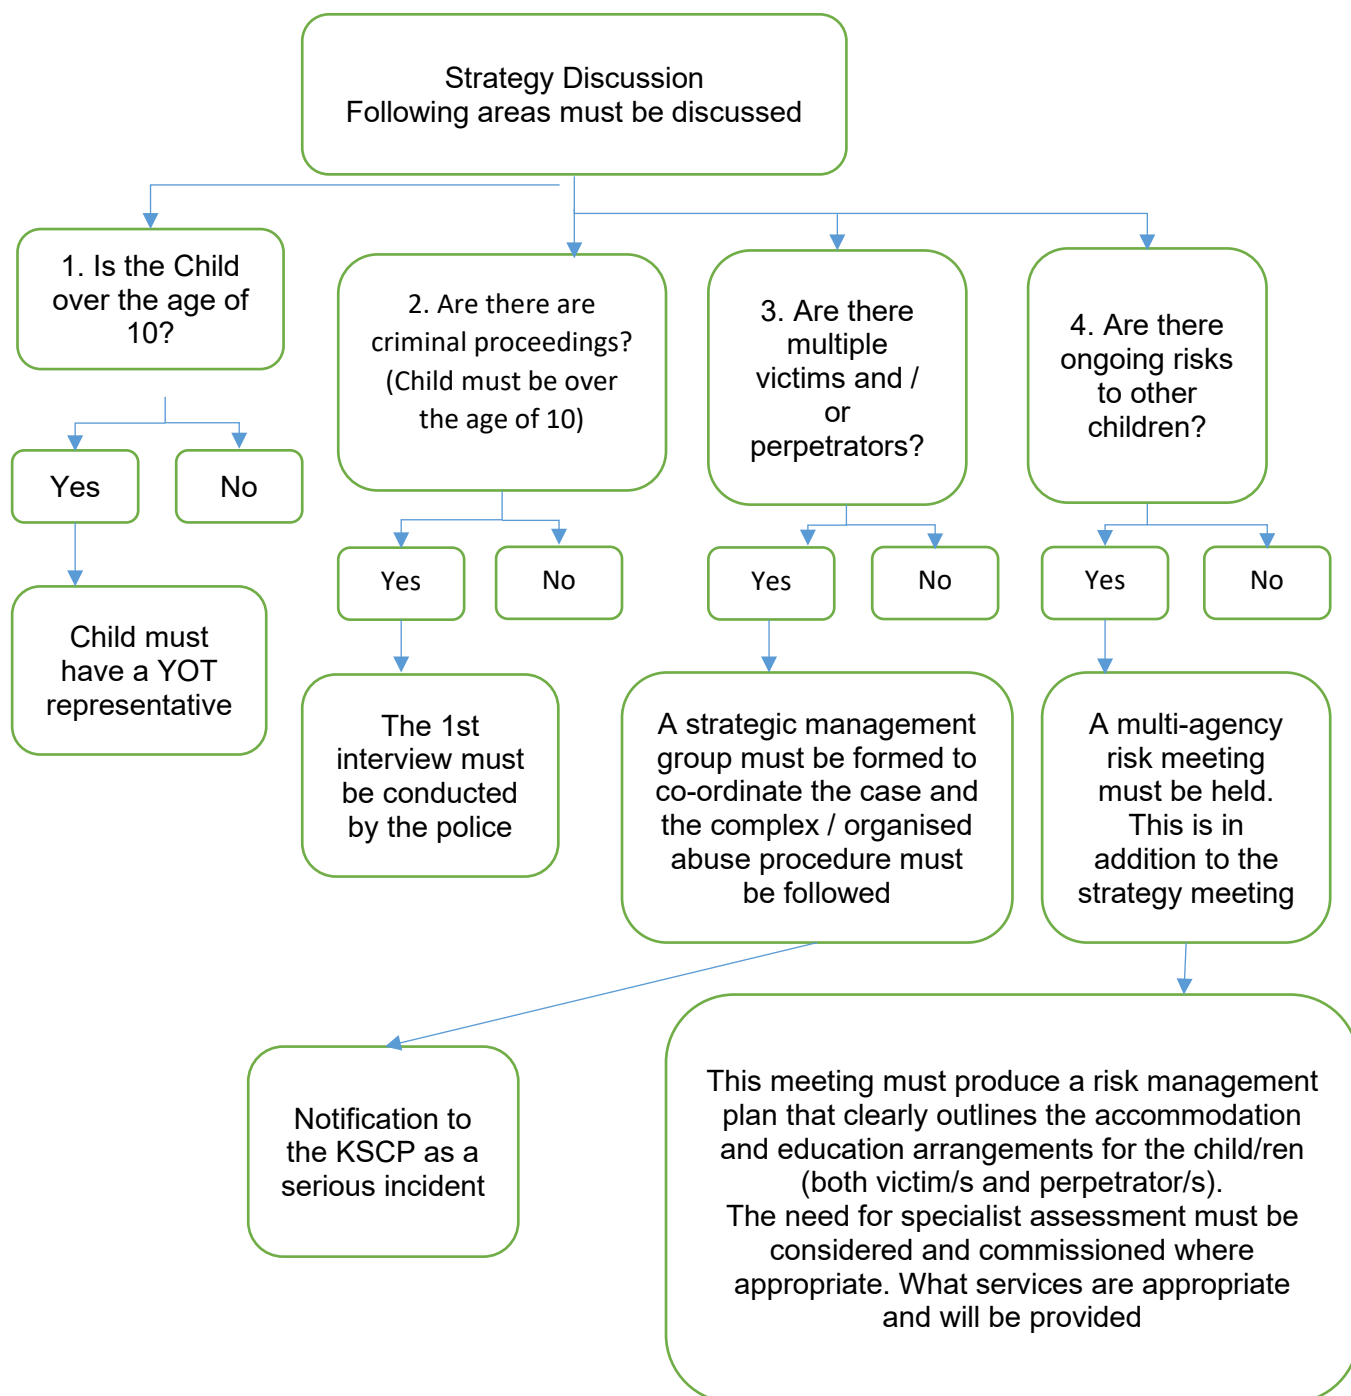 Strategy Discussion
Following areas must be discussed
1. Is the Child
over the age of
10?
2. Are there are
criminal proceedings?
(Child must be over
the age of 10)
3. Are there
multiple
victims and /
or
perpetrators?
4. Are there
ongoing risks
to other
children?
Yes
No
Yes
No
Yes
No
Yes
No
Child must
have a YOT
representative
The 1st
interview must
be conducted
by the police
A strategic management
group must be formed to
co-ordinate the case and
the complex / organised
abuse procedure must
be followed
A multi-agency
risk meeting
must be held.
This is in
addition to the
strategy meeting
Notification to
the KSCP as a
serious incident
This meeting must produce a risk management
plan that clearly outlines the accommodation
and education arrangements for the child/ren
(both victim/s and perpetrator/s).
The need for specialist assessment must be
considered and commissioned where
appropriate. What services are appropriate
and will be provided